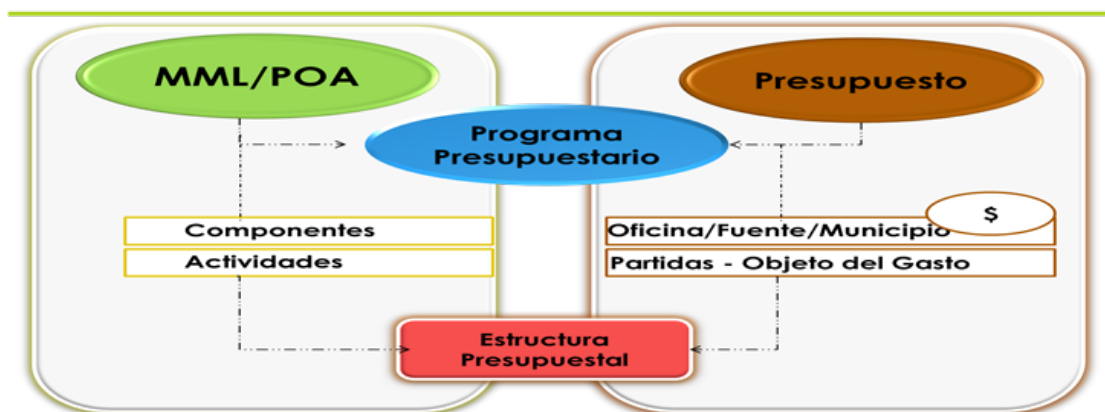 MML/POA
Presupuesto
Programa
Presupuestario
Componentes
Actividades
$
Oficina/Fuente/Municipio
Partidas - Objeto del Gasto
Estructura
Presupuestal